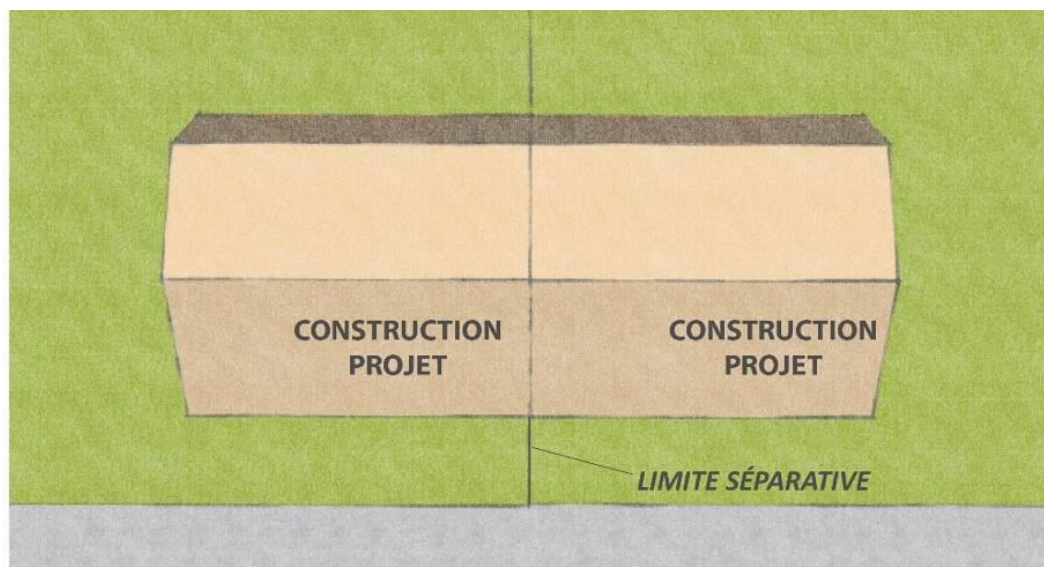 CONSTRUCTION
PROJET
CONSTRUCTION
PROJET
LIMITE SÉPARATIVE